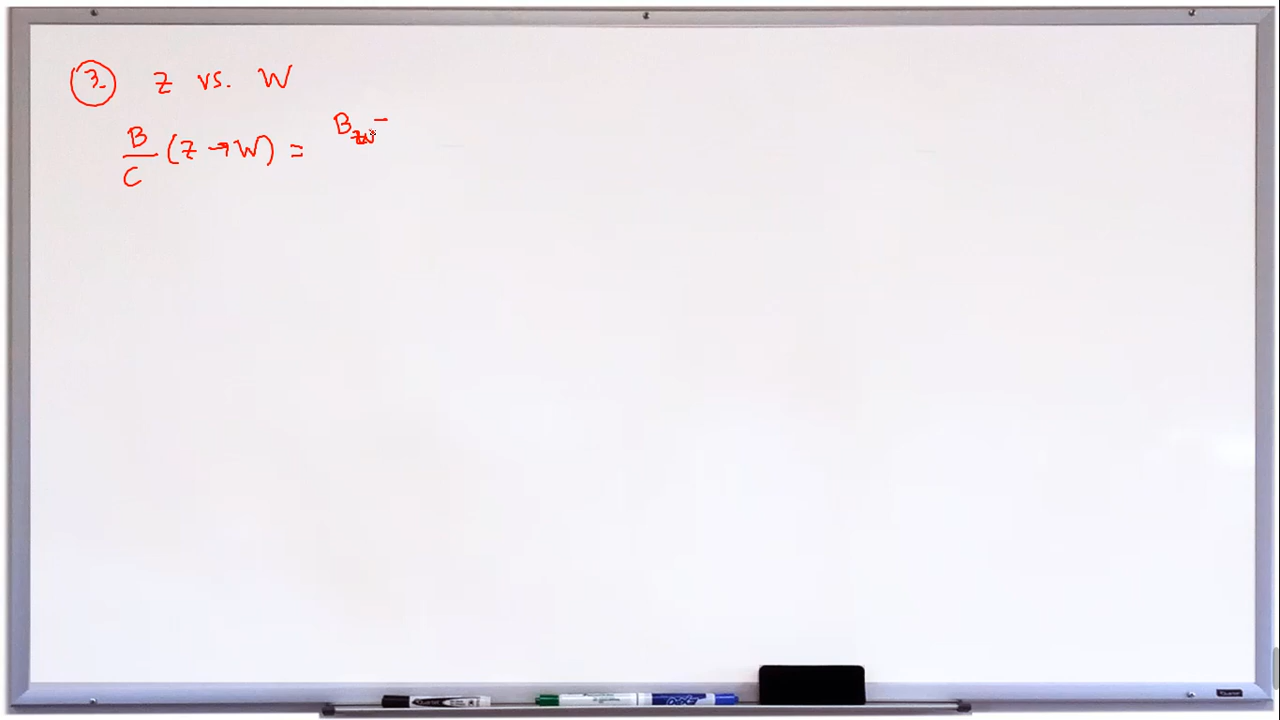 3. Z vs. W
B/C (Z → W) = B_ZW -